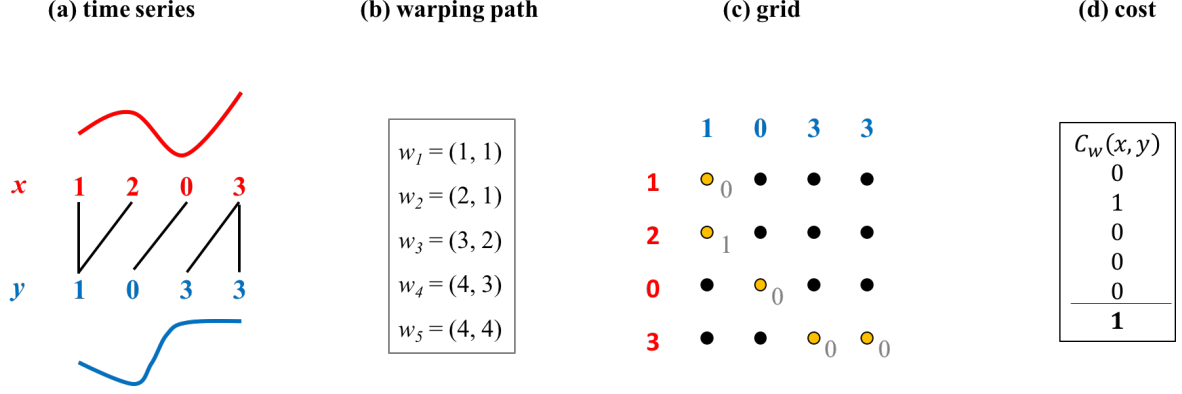 (a) time series
x 1 2 0 3
y 1 0 3 3
(b) warping path
w1 = (1, 1)
w2 = (2, 1)
w3 = (3, 2)
w4 = (4, 3)
w5 = (4, 4)
(c) grid
1 0 3 3
1 0
2 1
0 0
3 0 0
(d) cost
Cw(x, y)
0
1
0
0
0
1